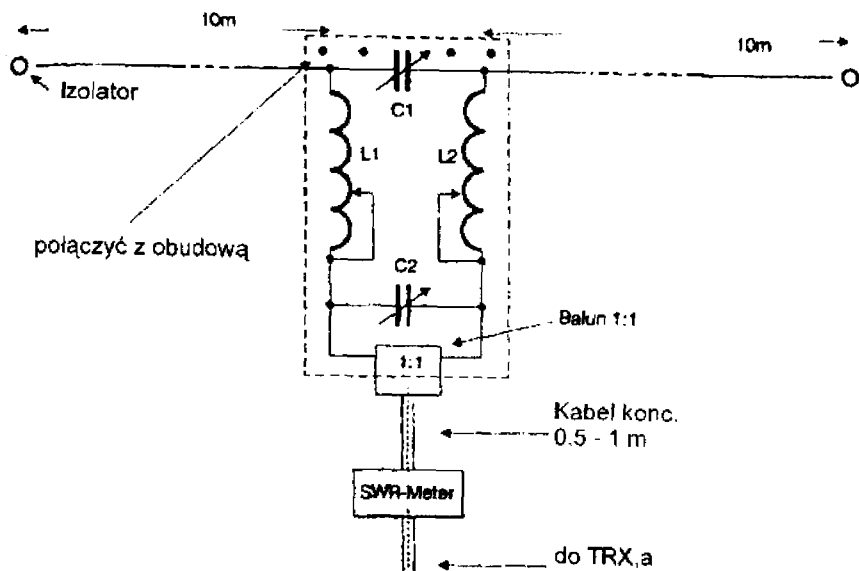 10m
10m
Izolator
C1
L1
L2
połączyć z obudową
C2
Balun 1:1
1:1
Kabel konc.
0.5 - 1 m
SWR-Meter
do TRX,a